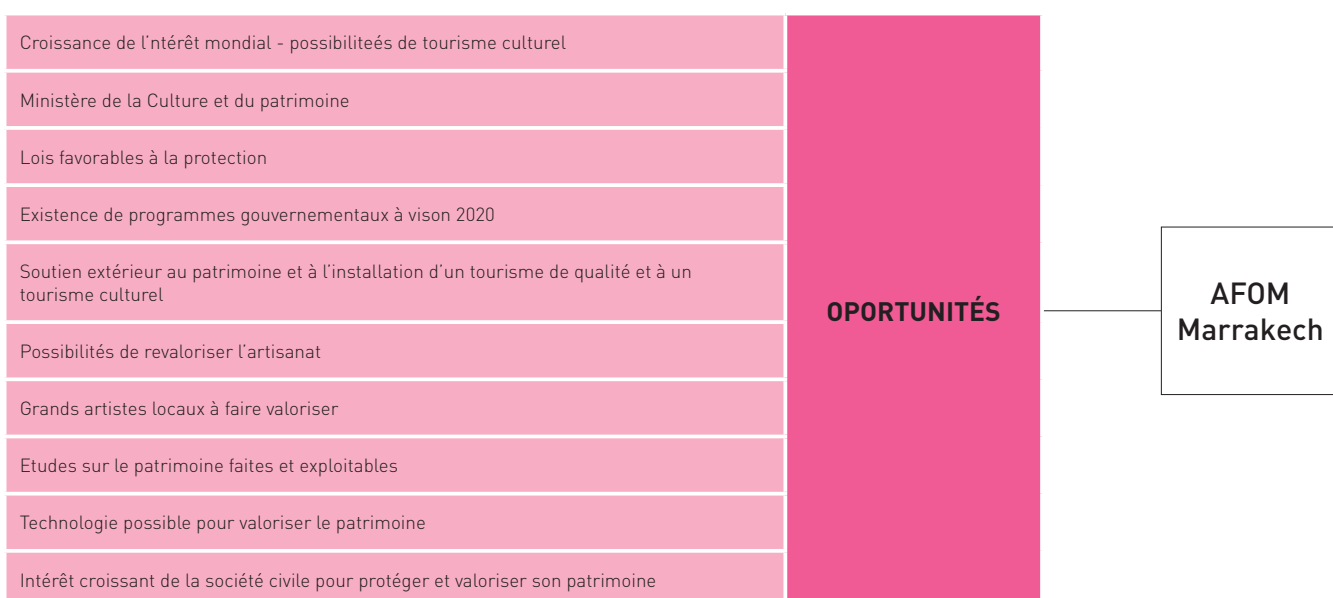 Croissance de l'ntérêt mondial - possibiliteés de tourisme culturel
Ministère de la Culture et du patrimoine
Lois favorables à la protection
Existence de programmes gouvernementaux à vison 2020
Soutien extérieur au patrimoine et à l'installation d'un tourisme de qualité et à un
tourisme culturel
Possibilités de revaloriser l'artisanat
Grands artistes locaux à faire valoriser
Etudes sur le patrimoine faites et exploitables
Technologie possible pour valoriser le patrimoine
Intérêt croissant de la société civile pour protéger et valoriser son patrimoine
OPORTUNITÉS
AFOM
Marrakech